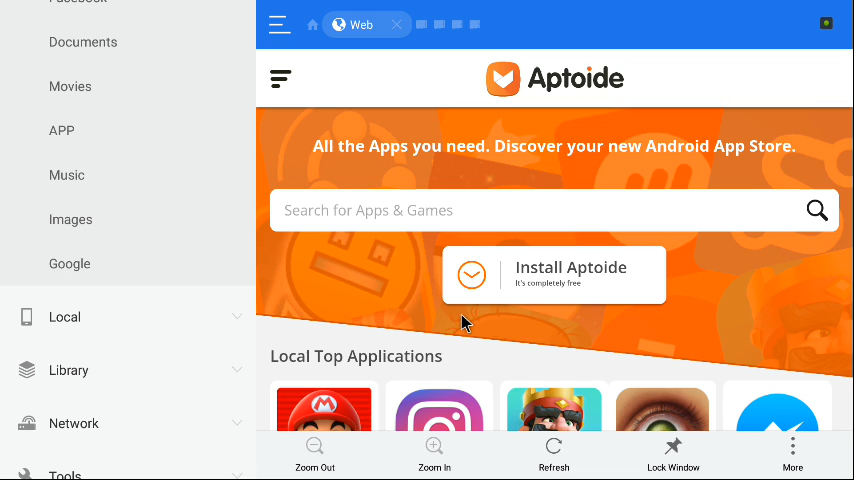 Facebook
Documents
Movies
APP
Music
Images
Google
Local
Library
Network
Tools
Web
Aptoide
All the Apps you need. Discover your new Android App Store.
Search for Apps & Games
Install Aptoide
It's completely free
Local Top Applications
M
Zoom Out
Zoom In
Refresh
Lock Window
More